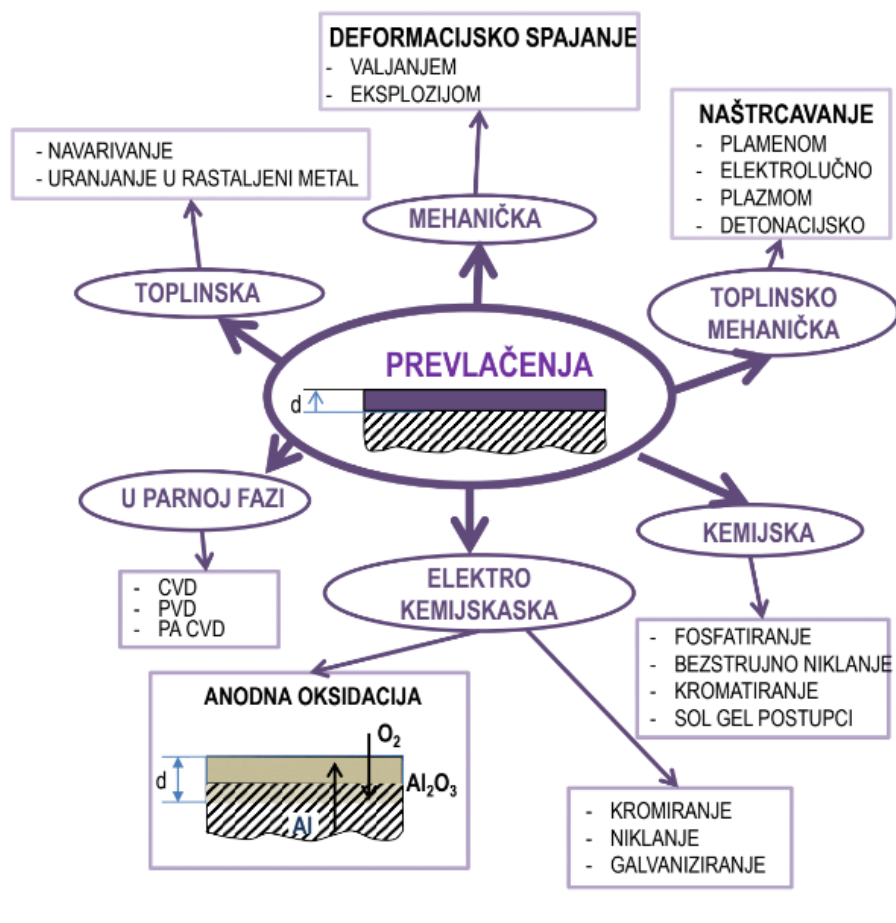 DEFORMACIJSKO SPAJANJE
- VALJANJEM
- EKSPLOZIJOM
NAŠTRCAVANJE
- PLAMENOM
- ELEKTROLUČNO
- PLAZMOM
- DETONACIJSKO
- NAVARIVANJE
- URANJANJE U RASTALJENI METAL
MEHANIČKA
TOPLINSKA
TOPLINSKO
MEHANIČKA
PREVLAČENJA
d
U PARNOJ FAZI
KEMIJSKA
ELEKTRO
KEMIJSKASKA
- CVD
- PVD
- PA CVD
- FOSFATIRANJE
- BEZSTRUJNO NIKLANJE
- KROMATIRANJE
- SOL GEL POSTUPCI
ANODNA OKSIDACIJA
O₂
d
Al₂O₃
Al
- KROMIRANJE
- NIKLANJE
- GALVANIZIRANJE